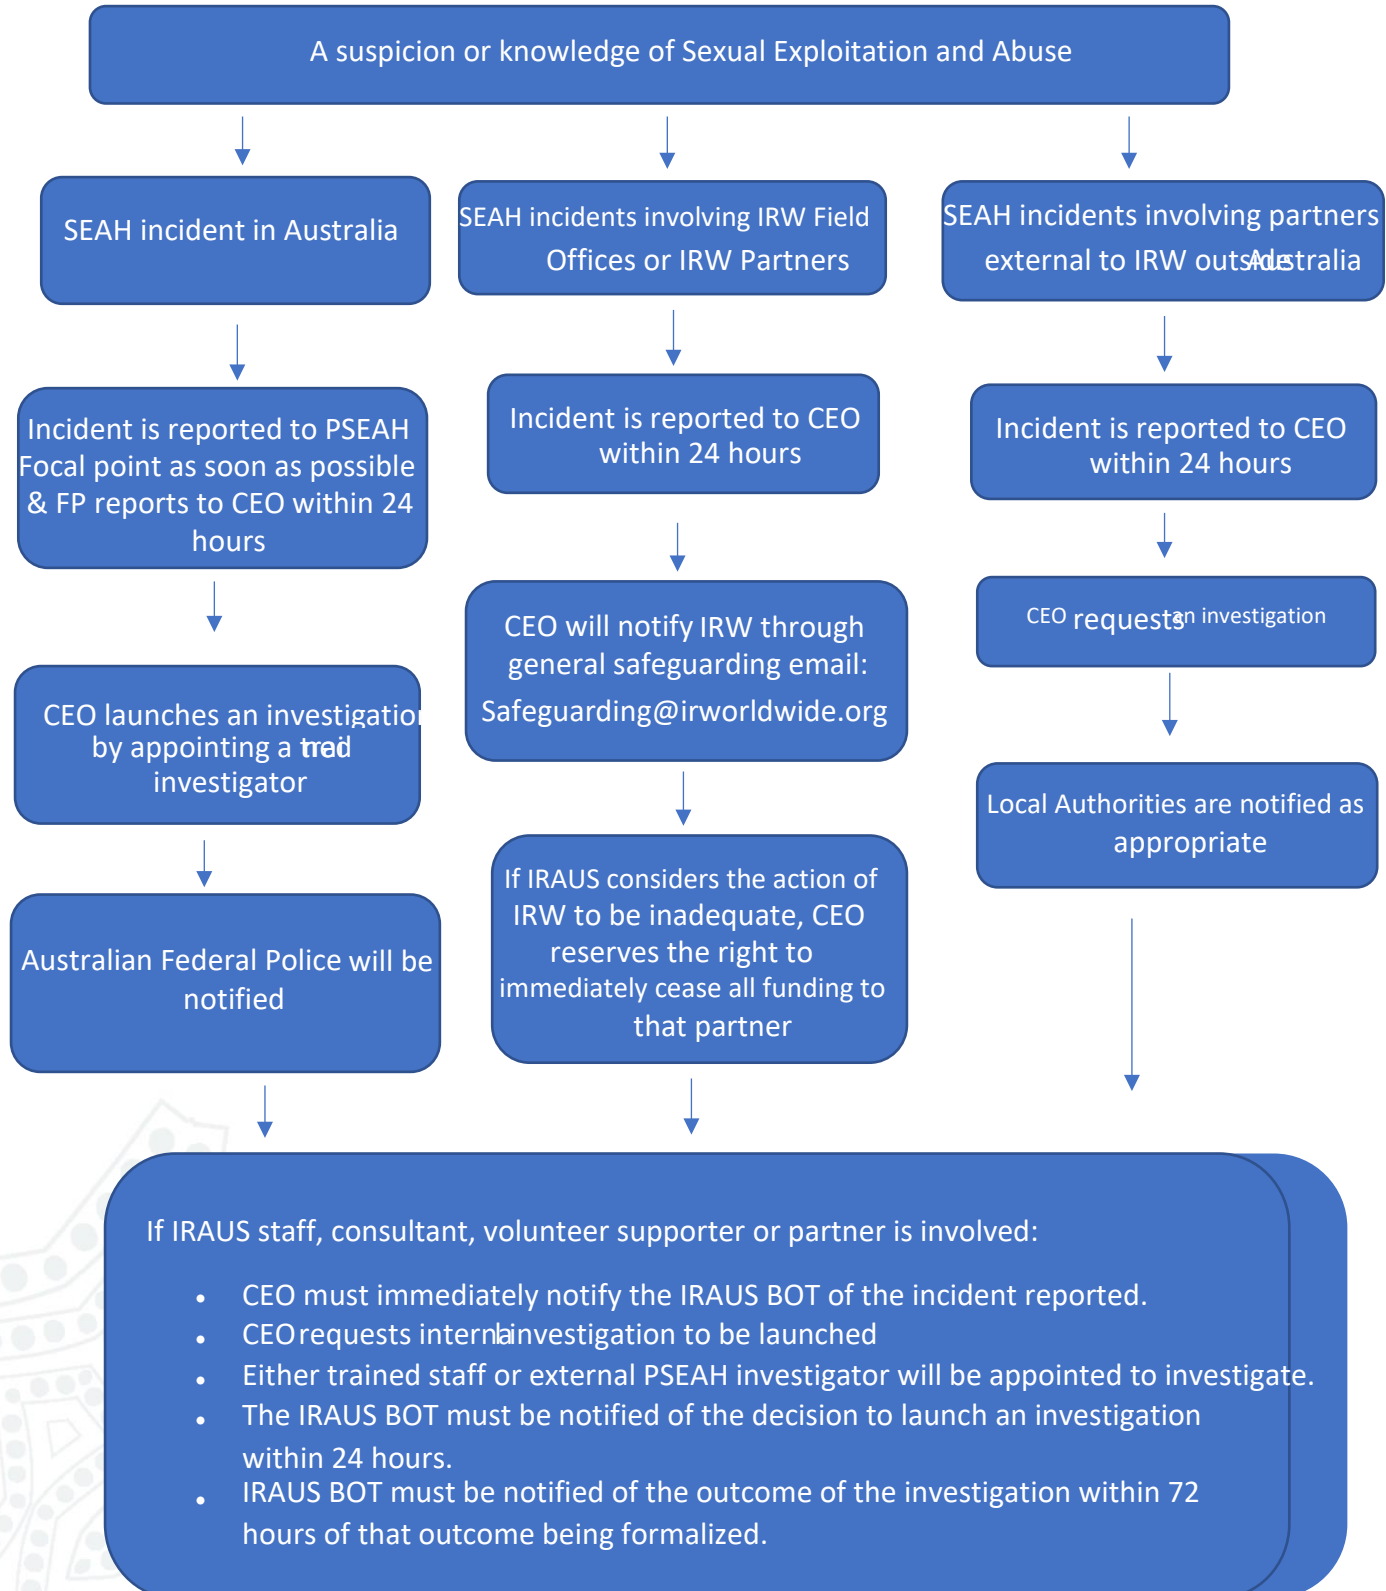 A suspicion or knowledge of Sexual Exploitation and Abuse
SEAH incident in Australia
SEAH incidents involving IRW Field
Offices or IRW Partners
SEAH incidents involving partners
external to IRW outside Australia
Incident is reported to PSEAH
Focal point as soon as possible
& FP reports to CEO within 24
hours
Incident is reported to CEO
within 24 hours
Incident is reported to CEO
within 24 hours
CEO launches an investigation
by appointing a
investigator
CEO will notify IRW through
general safeguarding email:
Safeguarding@irworldwide.org
CEO requests an investigation
Australian Federal Police will be
notified
If IRAUS considers the action of
IRW to be inadequate, CEO
reserves the right to
immediately cease all funding to
that partner
Local Authorities are notified as
appropriate
If IRAUS staff, consultant, volunteer supporter or partner is involved:
• CEO must immediately notify the IRAUS BOT of the incident reported.
• CEO requests internal investigation to be launched
• Either trained staff or external PSEAH investigator will be appointed to investigate.
• The IRAUS BOT must be notified of the decision to launch an investigation
within 24 hours.
• IRAUS BOT must be notified of the outcome of the investigation within 72
hours of that outcome being formalized.